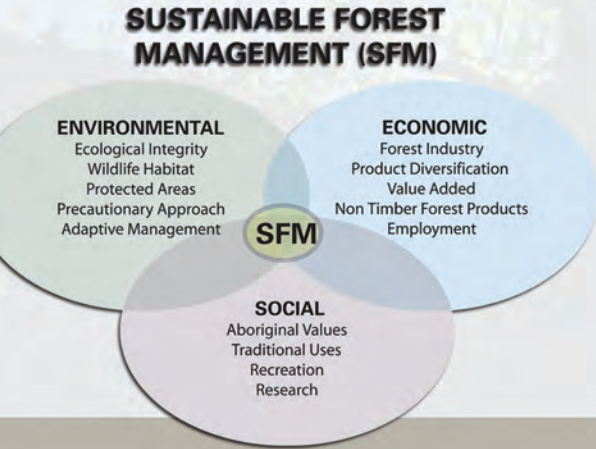 SUSTAINABLE FOREST
MANAGEMENT (SFM)
ENVIRONMENTAL
Ecological Integrity
Wildlife Habitat
Protected Areas
Precautionary Approach
Adaptive Management
ECONOMIC
Forest Industry
Product Diversification
Value Added
Non Timber Forest Products
Employment
SFM
SOCIAL
Aboriginal Values
Traditional Uses
Recreation
Research